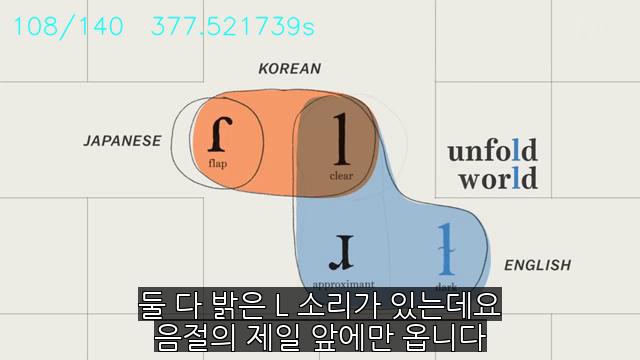 108/140 377.521739s
KOREAN
JAPANESE
ɾ
flap
l
clear
unfold
world
ɹ
approximant
ɫ
dark
ENGLISH
둘 다 밝은 L 소리가 있는데요
음절의 제일 앞에만 옵니다